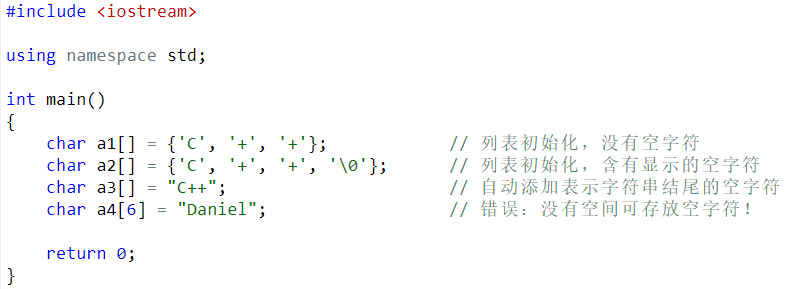 #include <iostream>
using namespace std;
int main()
{
char a1[] = {'C', '+', '+'}; // 列表初始化，没有空字符
char a2[] = {'C', '+', '+', '\0'}; // 列表初始化，含有显示的空字符
char a3[] = "C++"; // 自动添加表示字符串结尾的空字符
char a4[6] = "Daniel"; // 错误：没有空间可存放空字符！
return 0;
}